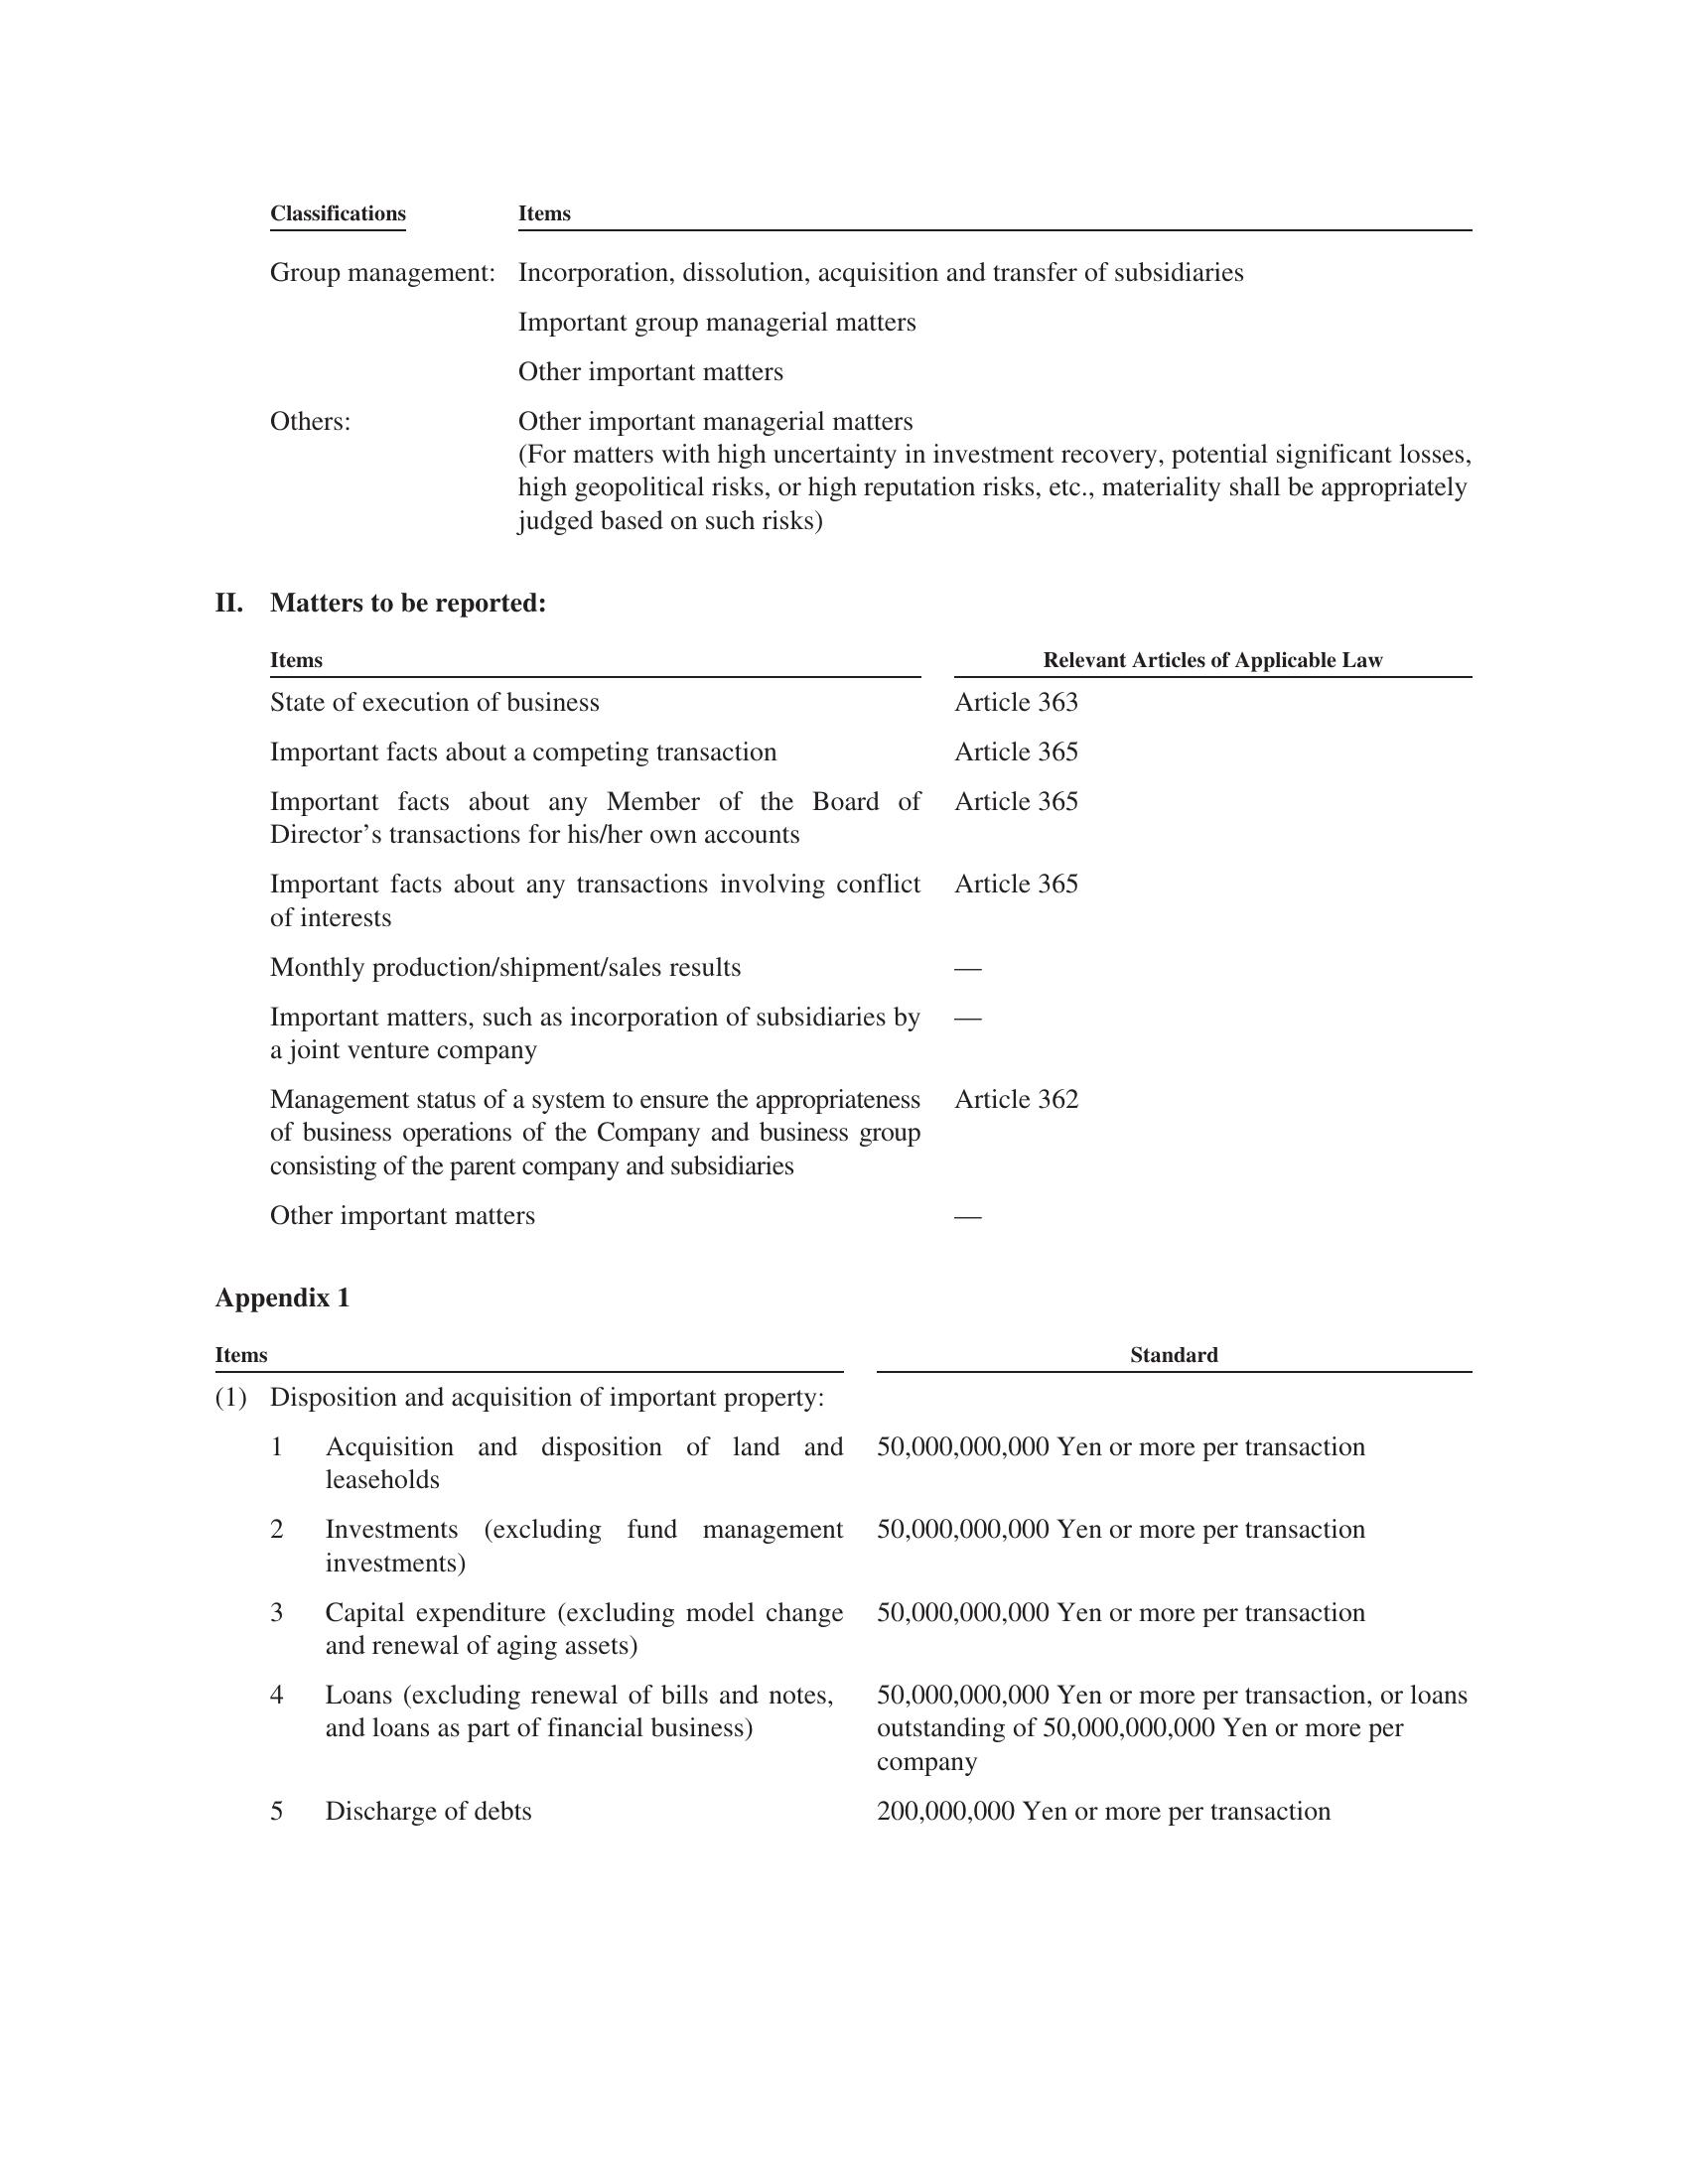 Classifications Items
Group management: Incorporation, dissolution, acquisition and transfer of subsidiaries
Important group managerial matters
Other important matters
Others: Other important managerial matters
(For matters with high uncertainty in investment recovery, potential significant losses,
high geopolitical risks, or high reputation risks, etc., materiality shall be appropriately
judged based on such risks)
II. Matters to be reported:
Items Relevant Articles of Applicable Law
State of execution of business Article 363
Important facts about a competing transaction Article 365
Important facts about any Member of the Board of Article 365
Director’s transactions for his/her own accounts
Important facts about any transactions involving conflict Article 365
of interests
Monthly production/shipment/sales results —
Important matters, such as incorporation of subsidiaries by —
a joint venture company
Management status of a system to ensure the appropriateness Article 362
of business operations of the Company and business group
consisting of the parent company and subsidiaries
Other important matters —
Appendix 1
Items Standard
(1) Disposition and acquisition of important property:
1 Acquisition and disposition of land and 50,000,000,000 Yen or more per transaction
leaseholds
2 Investments (excluding fund management 50,000,000,000 Yen or more per transaction
investments)
3 Capital expenditure (excluding model change 50,000,000,000 Yen or more per transaction
and renewal of aging assets)
4 Loans (excluding renewal of bills and notes, 50,000,000,000 Yen or more per transaction, or loans
and loans as part of financial business) outstanding of 50,000,000,000 Yen or more per
company
5 Discharge of debts 200,000,000 Yen or more per transaction